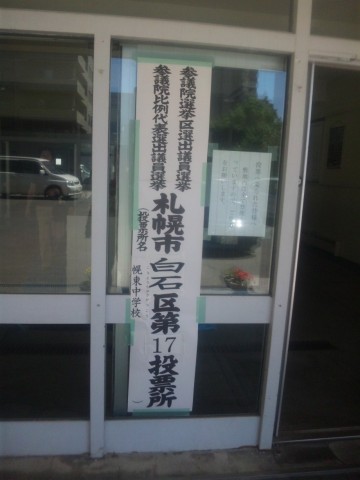 参議院選挙区選出議員選挙
参議院比例代表選出議員選挙
札幌市白石区第17投票所
(投票所名 幌東中学校)